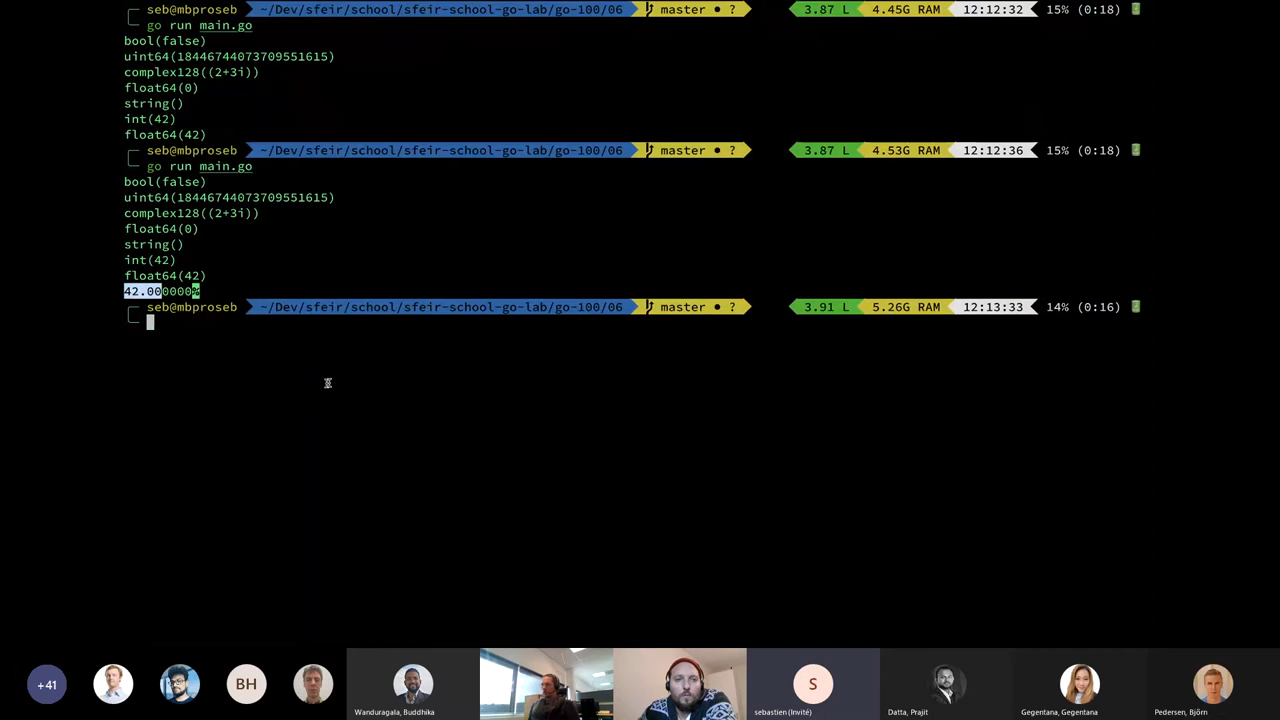 seb@mbproseb ~/Dev/sfeir/school/sfeir-school-go-lab/go-100/06 master ● ? 3.87 L 4.45G RAM 12:12:32 15% (0:18)
go run main.go
bool(false)
uint64(18446744073709551615)
complex128((2+3i))
float64(0)
string()
int(42)
float64(42)
seb@mbproseb ~/Dev/sfeir/school/sfeir-school-go-lab/go-100/06 master ● ? 3.87 L 4.53G RAM 12:12:36 15% (0:18)
go run main.go
bool(false)
uint64(18446744073709551615)
complex128((2+3i))
float64(0)
string()
int(42)
float64(42)
42.000000%
seb@mbproseb ~/Dev/sfeir/school/sfeir-school-go-lab/go-100/06 master ● ? 3.91 L 5.26G RAM 12:13:33 14% (0:16)
+41 BH S
Wanduragala, Buddhika sebastien (Invité) Datta, Prajit Gegentana, Gegentana Pedersen, Björn